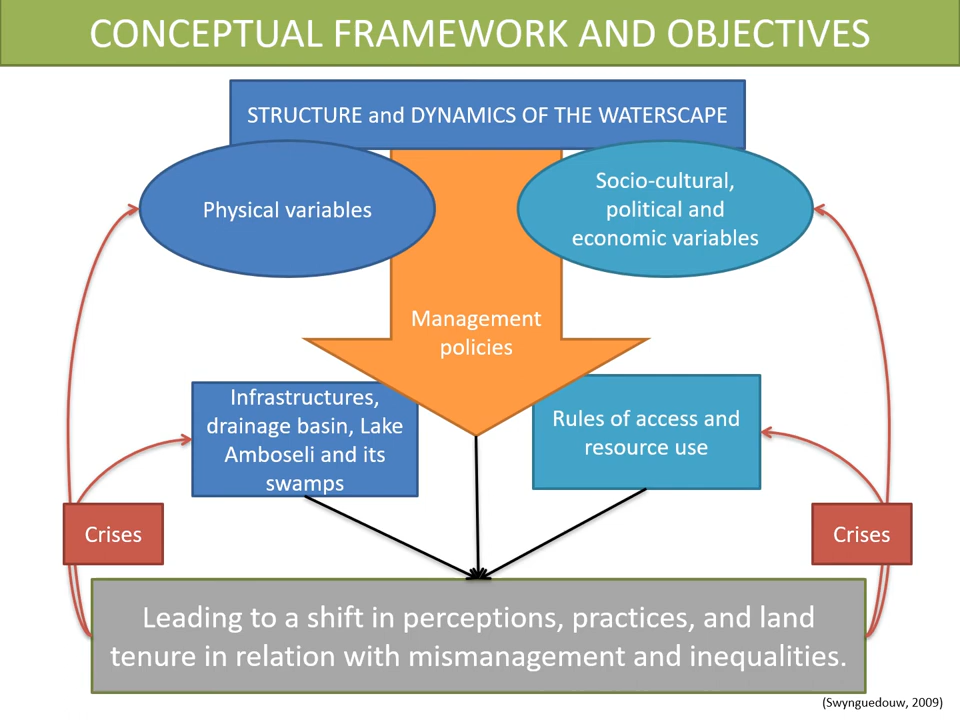 CONCEPTUAL FRAMEWORK AND OBJECTIVES
STRUCTURE and DYNAMICS OF THE WATERSCAPE
Physical variables
Socio-cultural,
political and
economic variables
Management
policies
Infrastructures,
drainage basin, Lake
Amboseli and its
swamps
Rules of access and
resource use
Crises
Crises
Leading to a shift in perceptions, practices, and land
tenure in relation with mismanagement and inequalities.
(Swynguedouw, 2009)